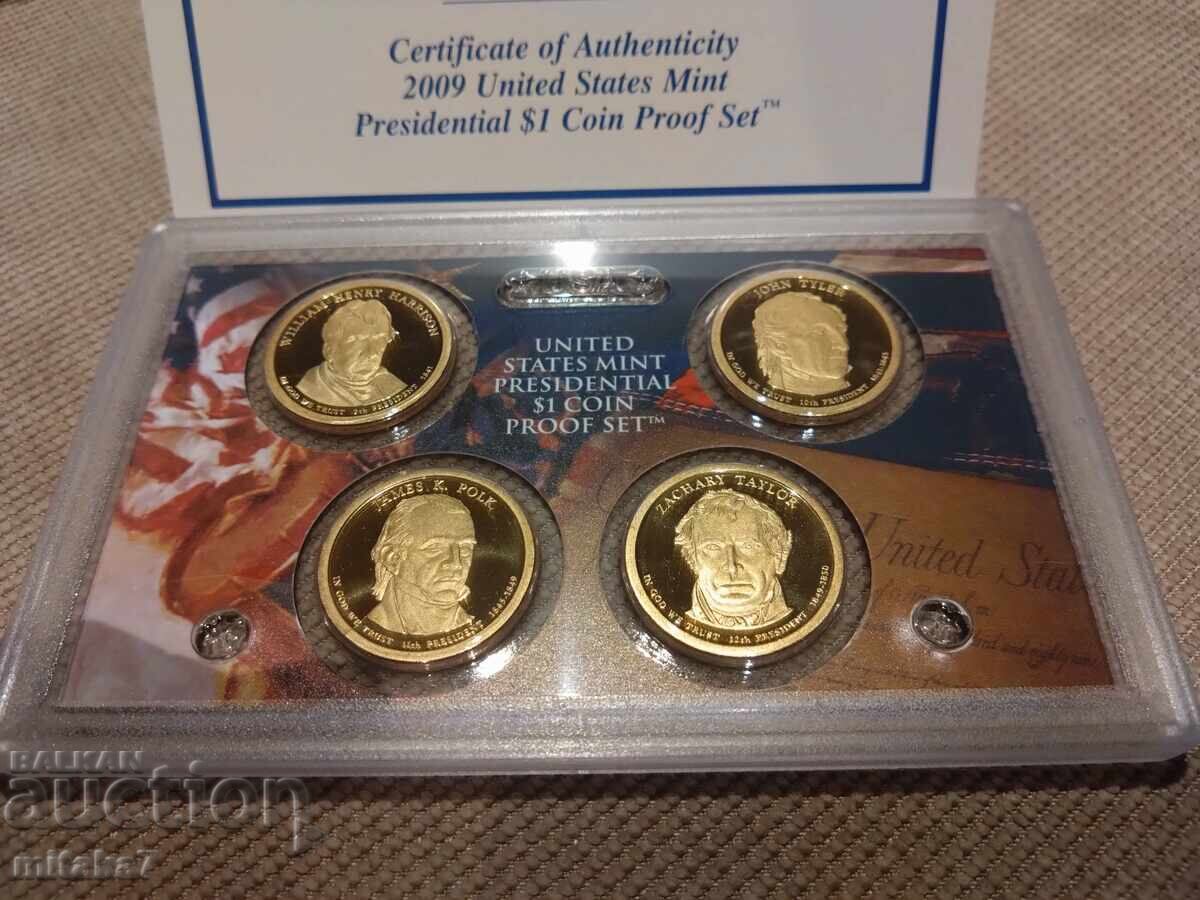 Certificate of Authenticity
2009 United States Mint
Presidential $1 Coin Proof Set™
WILLIAM HENRY HARRISON
IN GOD WE TRUST 9th PRESIDENT 1841
UNITED
STATES MINT
PRESIDENTIAL
$1 COIN
PROOF SET™
JOHN TYLER
IN GOD WE TRUST 10th PRESIDENT 1841-1845
JAMES K. POLK
IN GOD WE TRUST 11th PRESIDENT 1845-1849
ZACHARY TAYLOR
IN GOD WE TRUST 12th PRESIDENT 1849-1850
United Stat
BALKAN
auction
mitaka7